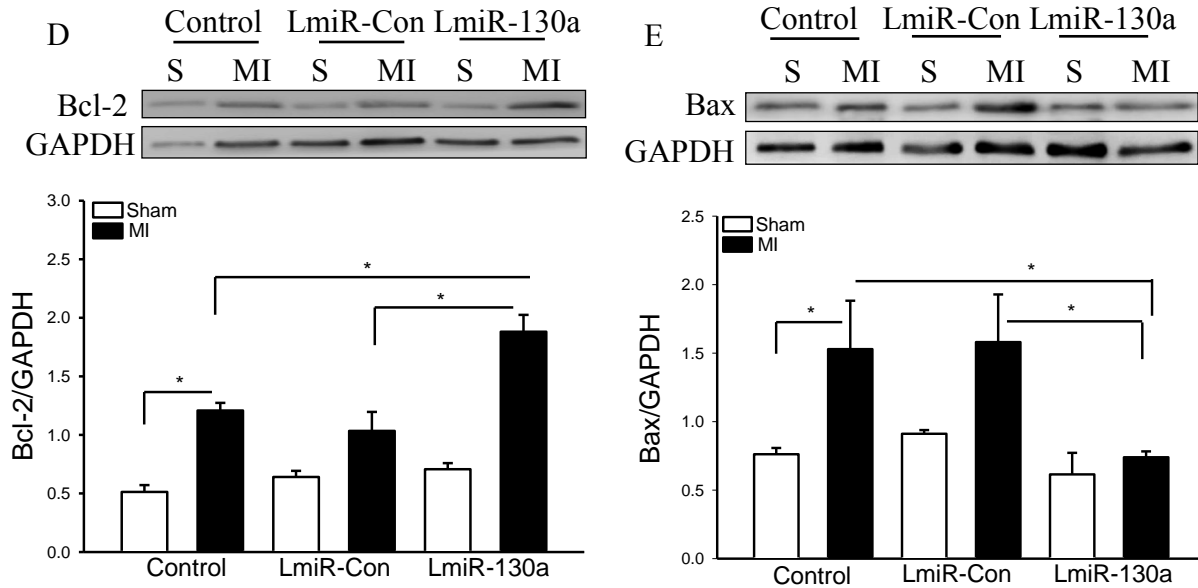 D
Control LmiR-Con LmiR-130a
S MI S MI S MI
Bcl-2
GAPDH
3.0
2.5
2.0
1.5
1.0
0.5
0.0
Bcl-2/GAPDH
Sham
MI
*
*
*
Control LmiR-Con LmiR-130a
E
Control LmiR-Con LmiR-130a
S MI S MI S MI
Bax
GAPDH
2.5
2.0
1.5
1.0
0.5
0.0
Bax/GAPDH
Sham
MI
*
*
*
Control LmiR-Con LmiR-130a